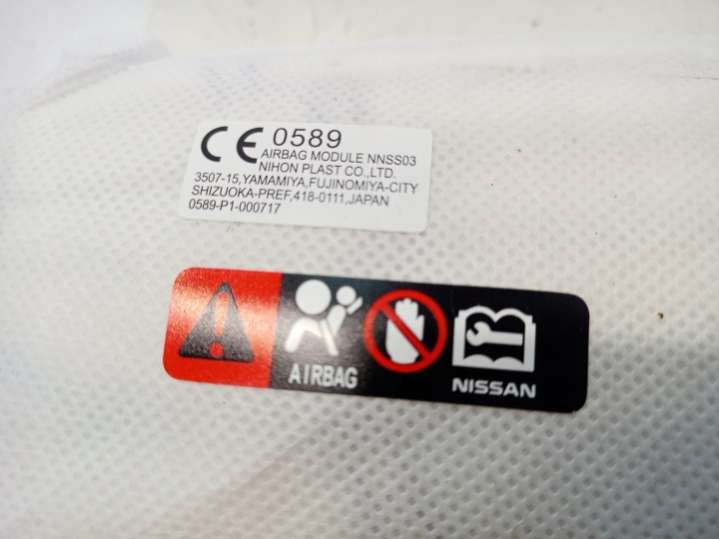 CE 0589
AIRBAG MODULE NNSS03
NIHON PLAST CO.,LTD.
3507-15,YAMAMIYA,FUJINOMIYA-CITY
SHIZUOKA-PREF,418-0111,JAPAN
0589-P1-000717
AIRBAG
NISSAN